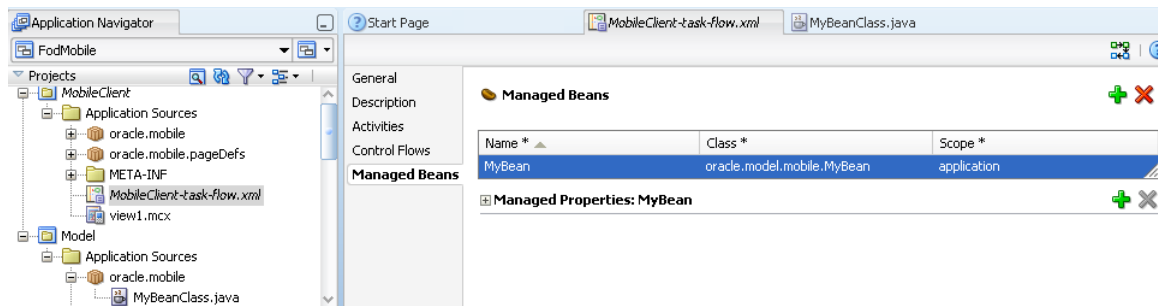 Application Navigator
FodMobile
Projects
MobileClient
Application Sources
oracle.mobile
oracle.mobile.pageDefs
META-INF
MobileClient-task-flow.xml
view1.mcx
Model
Application Sources
oracle.mobile
MyBeanClass.java
Start Page
MobileClient-task-flow.xml
MyBeanClass.java
General
Description
Activities
Control Flows
Managed Beans
Managed Beans
Name * Class * Scope *
MyBean oracle.model.mobile.MyBean application
Managed Properties: MyBean